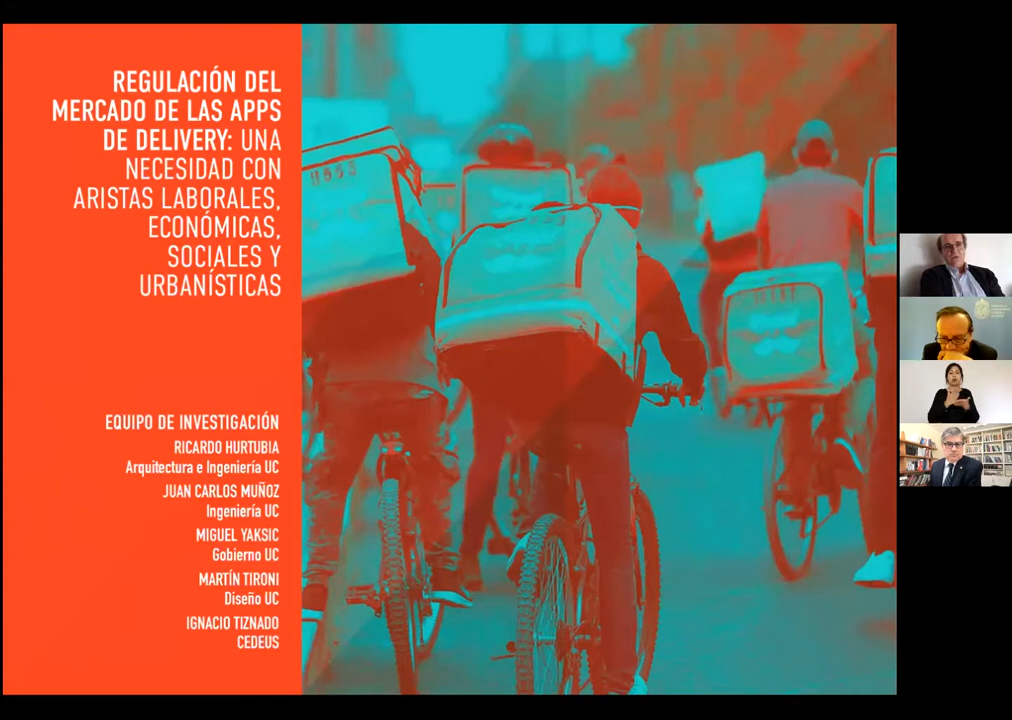 REGULACIÓN DEL
MERCADO DE LAS APPS
DE DELIVERY: UNA
NECESIDAD CON
ARISTAS LABORALES,
ECONÓMICAS,
SOCIALES Y
URBANÍSTICAS
EQUIPO DE INVESTIGACIÓN
RICARDO HURTUBIA
Arquitectura e Ingeniería UC
JUAN CARLOS MUÑOZ
Ingeniería UC
MIGUEL YAKSIC
Gobierno UC
MARTÍN TIRONI
Diseño UC
IGNACIO TIZNADO
CEDEUS